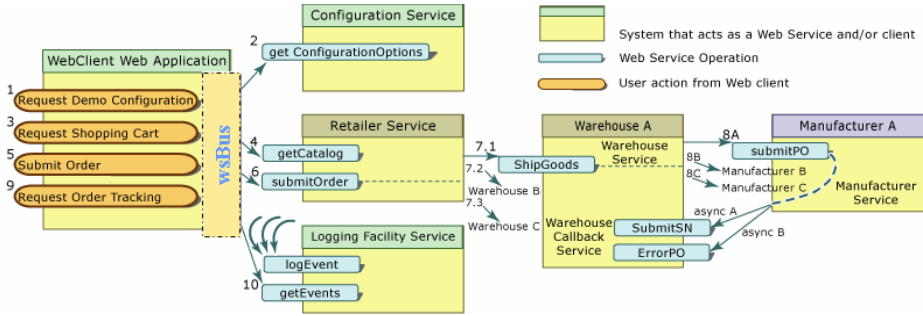 Configuration Service
2
get ConfigurationOptions
System that acts as a Web Service and/or client
Web Service Operation
User action from Web client
WebClient Web Application
1
Request Demo Configuration
3
Request Shopping Cart
5
Submit Order
9
Request Order Tracking
wsBus
Retailer Service
4
getCatalog
6
submitOrder
7.1
7.2
Warehouse B
7.3
Warehouse C
Warehouse A
Warehouse
Service
ShipGoods
8A
8B
Manufacturer B
8C
Manufacturer C
Manufacturer A
submitPO
Manufacturer
Service
async A
async B
Warehouse
Callback
Service
SubmitSN
ErrorPO
Logging Facility Service
logEvent
10
getEvents